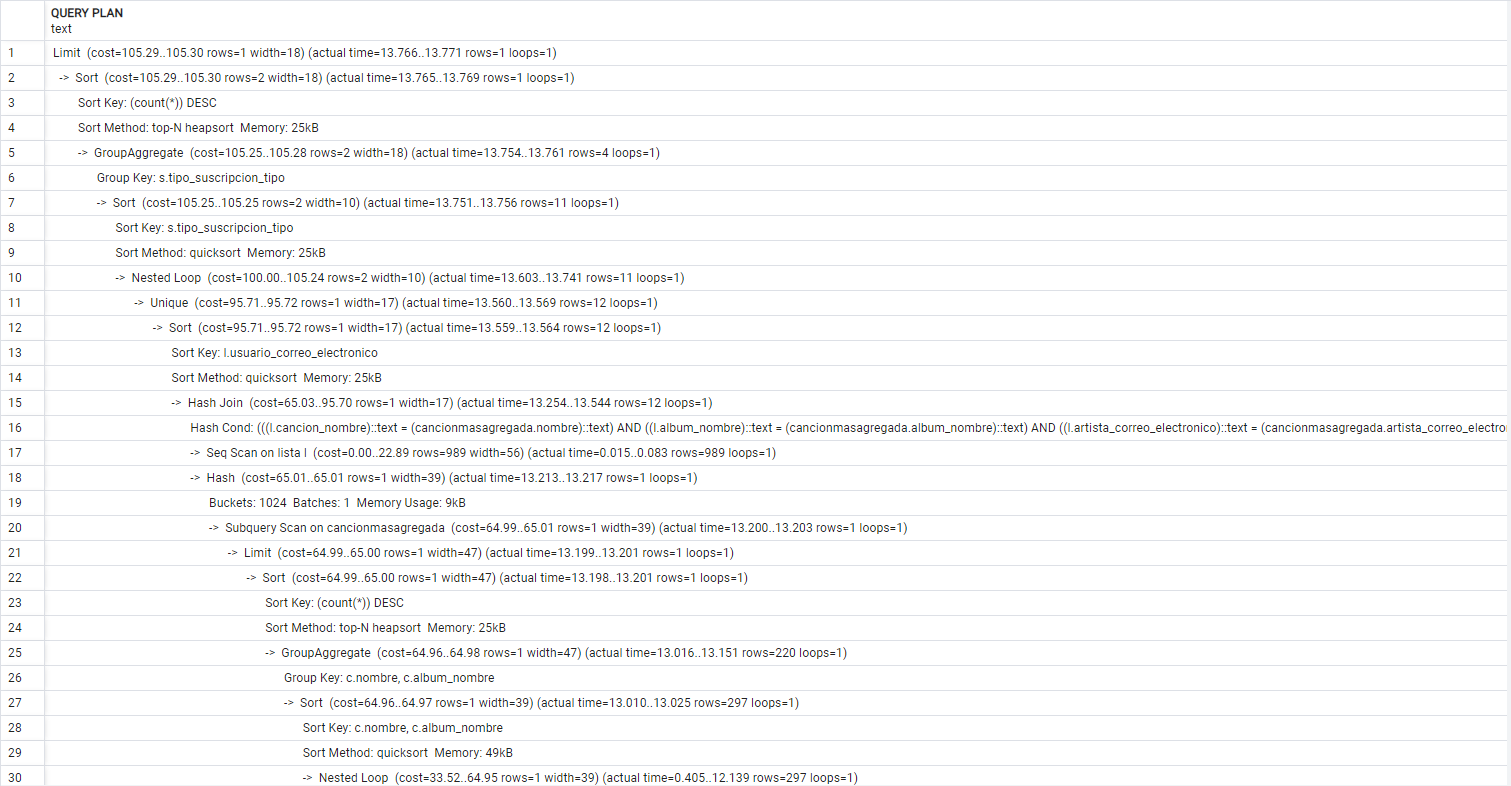 QUERY PLAN
text
1 Limit (cost=105.29..105.30 rows=1 width=18) (actual time=13.766..13.771 rows=1 loops=1)
2 -> Sort (cost=105.29..105.30 rows=2 width=18) (actual time=13.765..13.769 rows=1 loops=1)
3 Sort Key: (count(*)) DESC
4 Sort Method: top-N heapsort Memory: 25kB
5 -> GroupAggregate (cost=105.25..105.28 rows=2 width=18) (actual time=13.754..13.761 rows=4 loops=1)
6 Group Key: s.tipo_suscripcion_tipo
7 -> Sort (cost=105.25..105.25 rows=2 width=10) (actual time=13.751..13.756 rows=11 loops=1)
8 Sort Key: s.tipo_suscripcion_tipo
9 Sort Method: quicksort Memory: 25kB
10 -> Nested Loop (cost=100.00..105.24 rows=2 width=10) (actual time=13.603..13.741 rows=11 loops=1)
11 -> Unique (cost=95.71..95.72 rows=1 width=17) (actual time=13.560..13.569 rows=12 loops=1)
12 -> Sort (cost=95.71..95.72 rows=1 width=17) (actual time=13.559..13.564 rows=12 loops=1)
13 Sort Key: l.usuario_correo_electronico
14 Sort Method: quicksort Memory: 25kB
15 -> Hash Join (cost=65.03..95.70 rows=1 width=17) (actual time=13.254..13.544 rows=12 loops=1)
16 Hash Cond: (((l.cancion_nombre)::text = (cancionmasagregada.nombre)::text) AND ((l.album_nombre)::text = (cancionmasagregada.album_nombre)::text) AND ((l.artista_correo_electronico)::text = (cancionmasagregada.artista_correo_electro
17 -> Seq Scan on lista l (cost=0.00..22.89 rows=989 width=56) (actual time=0.015..0.083 rows=989 loops=1)
18 -> Hash (cost=65.01..65.01 rows=1 width=39) (actual time=13.213..13.217 rows=1 loops=1)
19 Buckets: 1024 Batches: 1 Memory Usage: 9kB
20 -> Subquery Scan on cancionmasagregada (cost=64.99..65.01 rows=1 width=39) (actual time=13.200..13.203 rows=1 loops=1)
21 -> Limit (cost=64.99..65.00 rows=1 width=47) (actual time=13.199..13.201 rows=1 loops=1)
22 -> Sort (cost=64.99..65.00 rows=1 width=47) (actual time=13.198..13.201 rows=1 loops=1)
23 Sort Key: (count(*)) DESC
24 Sort Method: top-N heapsort Memory: 25kB
25 -> GroupAggregate (cost=64.96..64.98 rows=1 width=47) (actual time=13.016..13.151 rows=220 loops=1)
26 Group Key: c.nombre, c.album_nombre
27 -> Sort (cost=64.96..64.97 rows=1 width=39) (actual time=13.010..13.025 rows=297 loops=1)
28 Sort Key: c.nombre, c.album_nombre
29 Sort Method: quicksort Memory: 49kB
30 -> Nested Loop (cost=33.52..64.95 rows=1 width=39) (actual time=0.405..12.139 rows=297 loops=1)